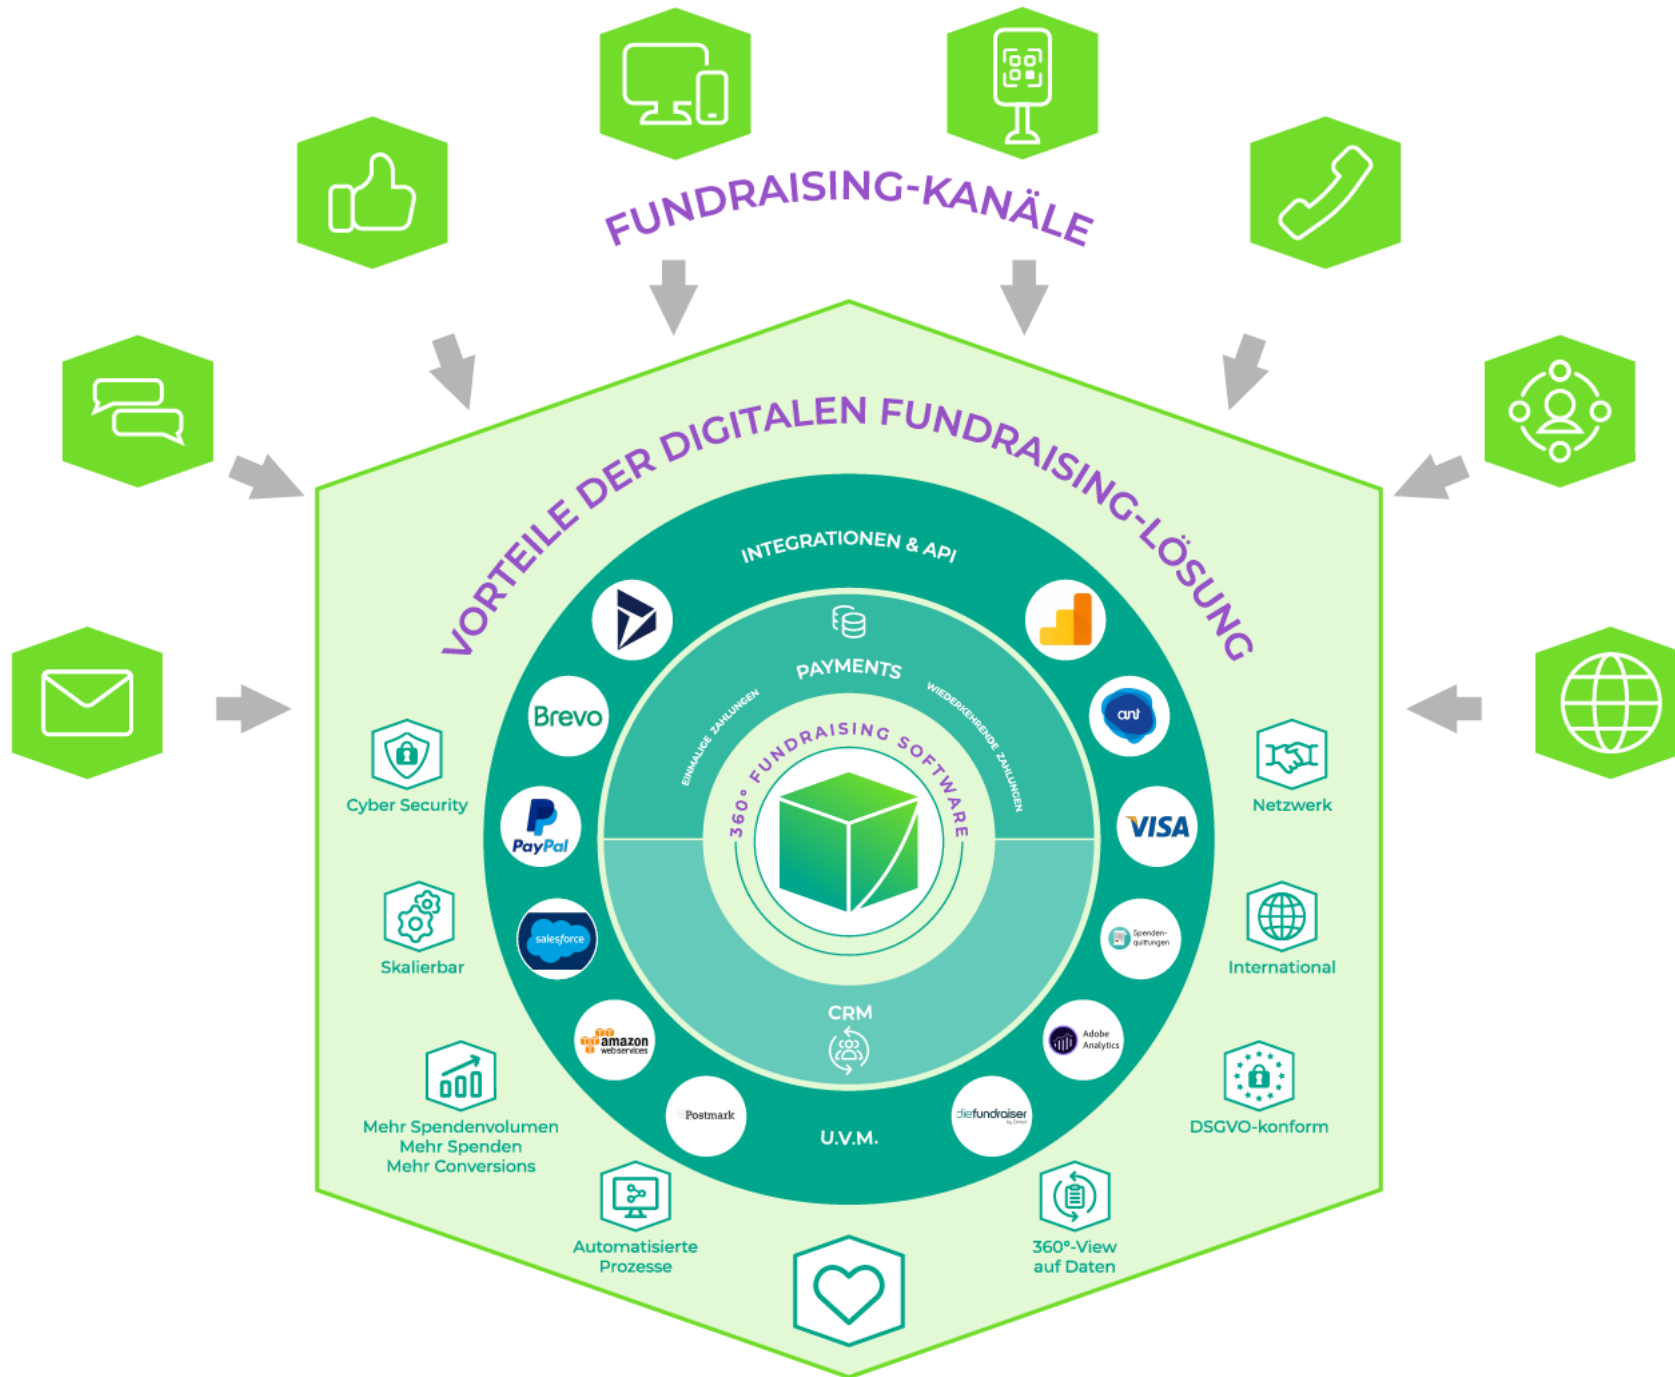 FUNDRAISING-KANÄLE
VORTEILE DER DIGITALEN FUNDRAISING-LÖSUNG
INTEGRATIONEN & API
PAYMENTS
EINMALIGE ZAHLUNGEN
WIEDERKEHRENDE ZAHLUNGEN
360° FUNDRAISING SOFTWARE
CRM
U.V.M.
Brevo
PayPal
salesforce
amazon
webservices
Postmark
ant
VISA
Spenden-
quittungen
Adobe
Analytics
diefundraiser
Cyber Security
Skalierbar
Mehr Spendenvolumen
Mehr Spenden
Mehr Conversions
Automatisierte
Prozesse
Netzwerk
International
DSGVO-konform
360°-View
auf Daten